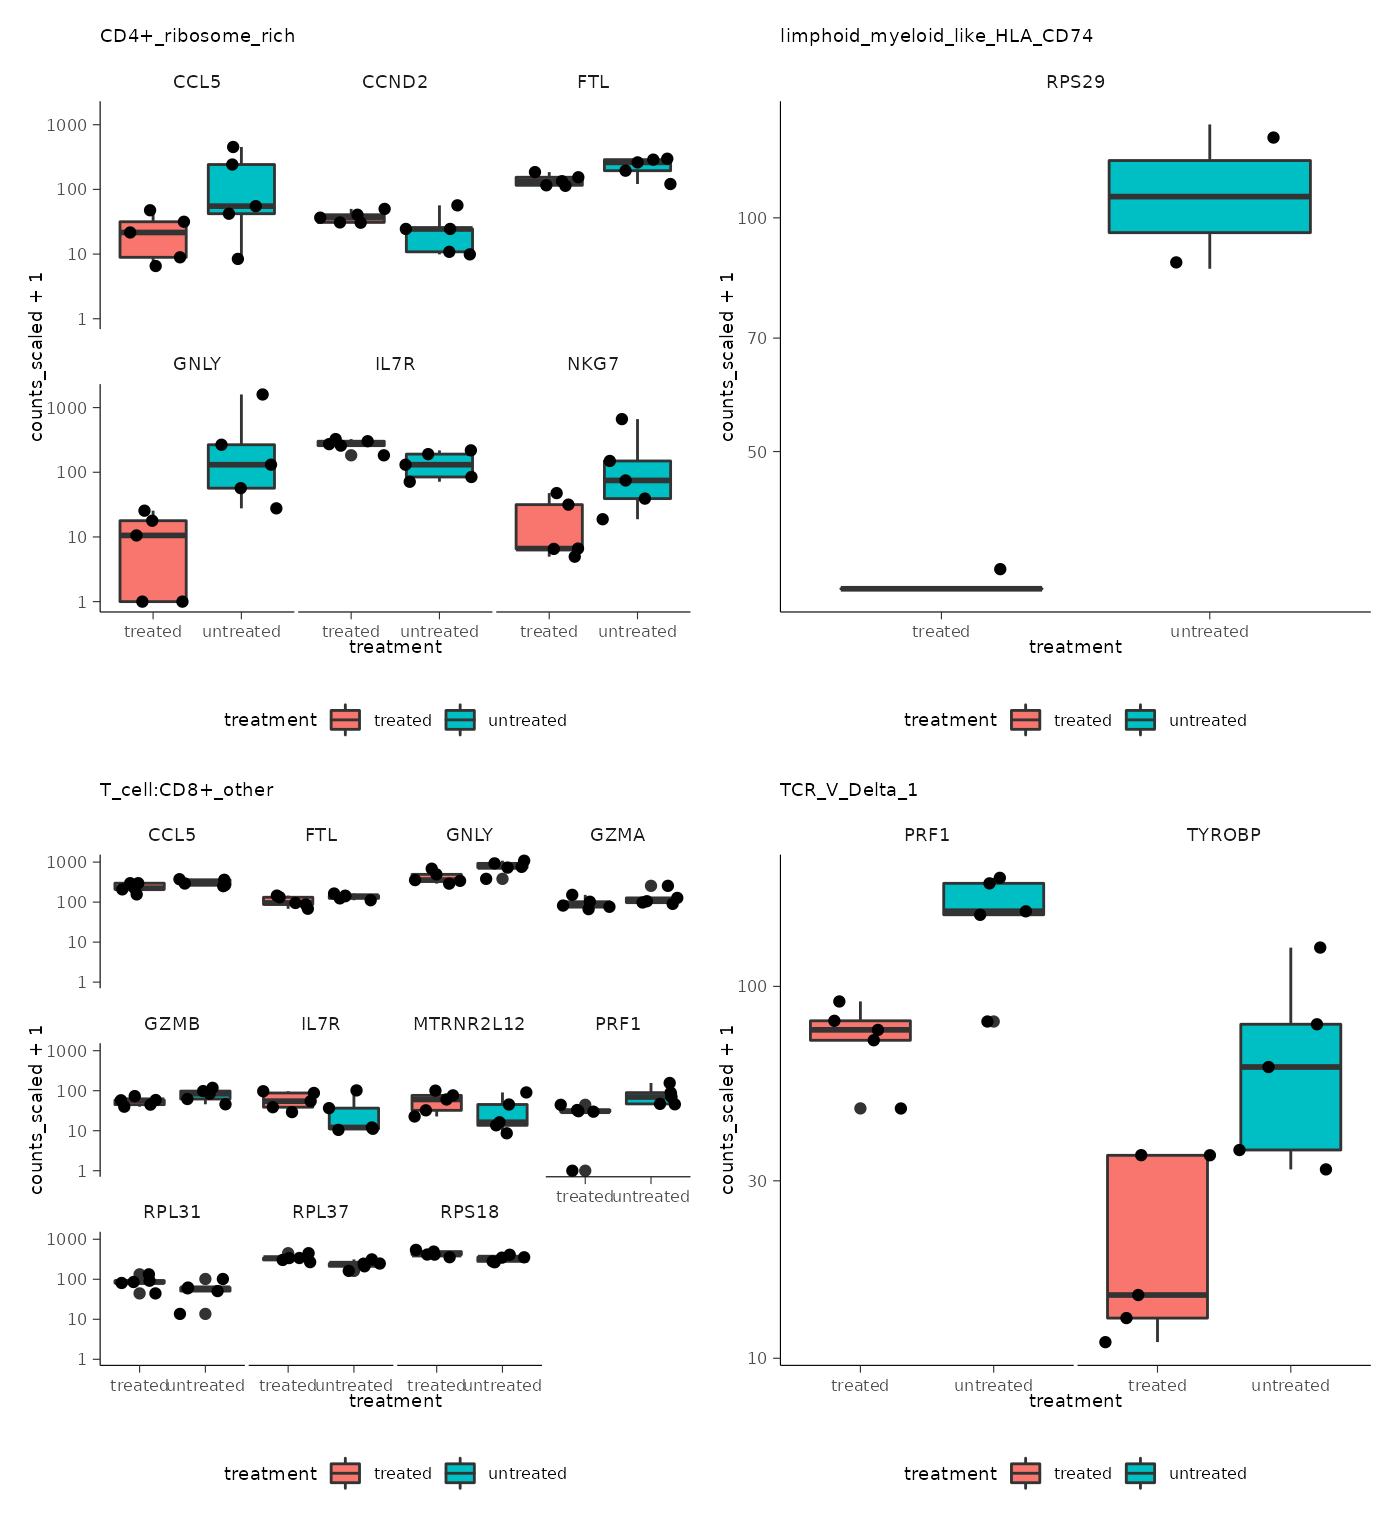 CD4+_ribosome_rich
CCL5 CCND2 FTL
1000
100
10
1
GNLY IL7R NKG7
1000
100
10
1
counts_scaled + 1
treated untreated treated untreated treated untreated
treatment
treatment treated untreated
limphoid_myeloid_like_HLA_CD74
RPS29
100
70
50
counts_scaled + 1
treated untreated
treatment
treatment treated untreated
T_cell:CD8+_other
CCL5 FTL GNLY GZMA
1000
100
10
1
GZMB IL7R MTRNR2L12 PRF1
1000
100
10
1
treated untreated
RPL31 RPL37 RPS18
1000
100
10
1
counts_scaled + 1
treated untreated treated untreated treated untreated
treatment
treatment treated untreated
TCR_V_Delta_1
PRF1 TYROBP
100
30
10
counts_scaled + 1
treated untreated treated untreated
treatment
treatment treated untreated